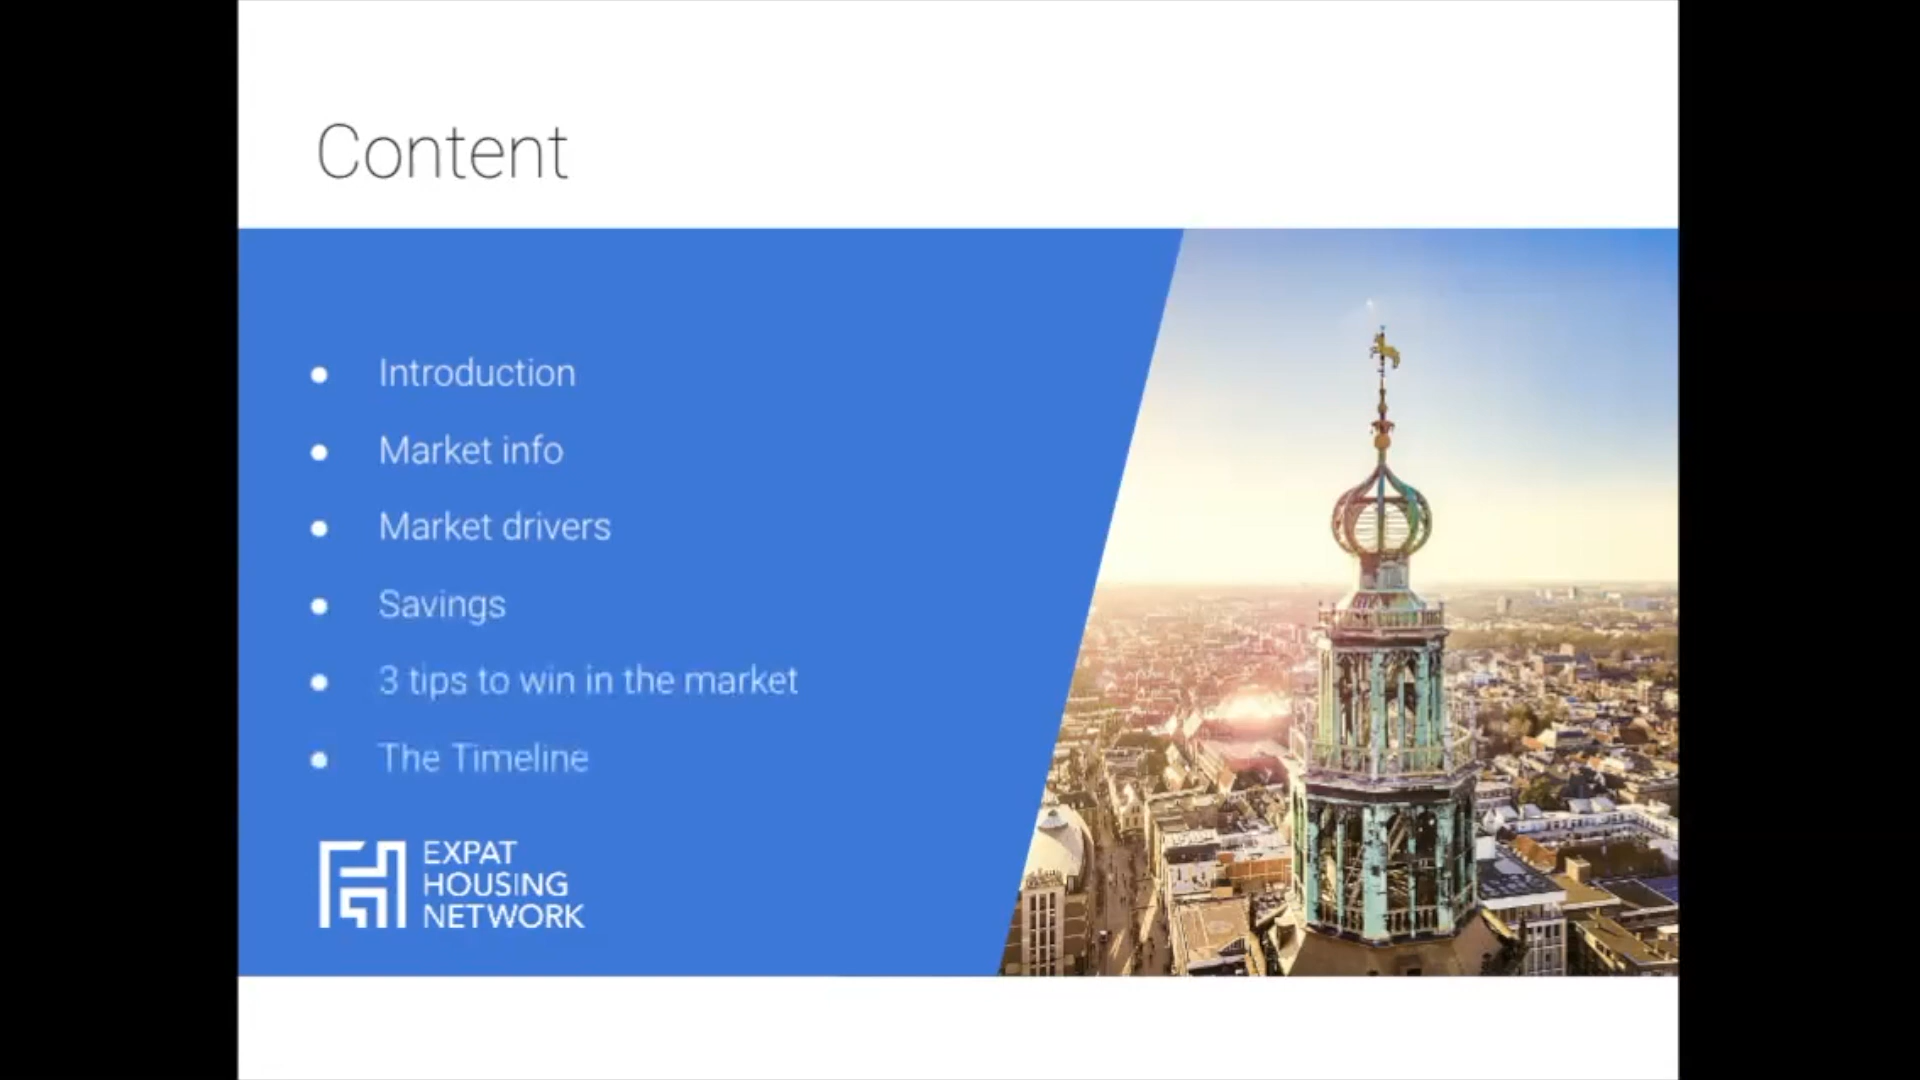 Content
• Introduction
• Market info
• Market drivers
• Savings
• 3 tips to win in the market
• The Timeline
EXPAT
HOUSING
NETWORK